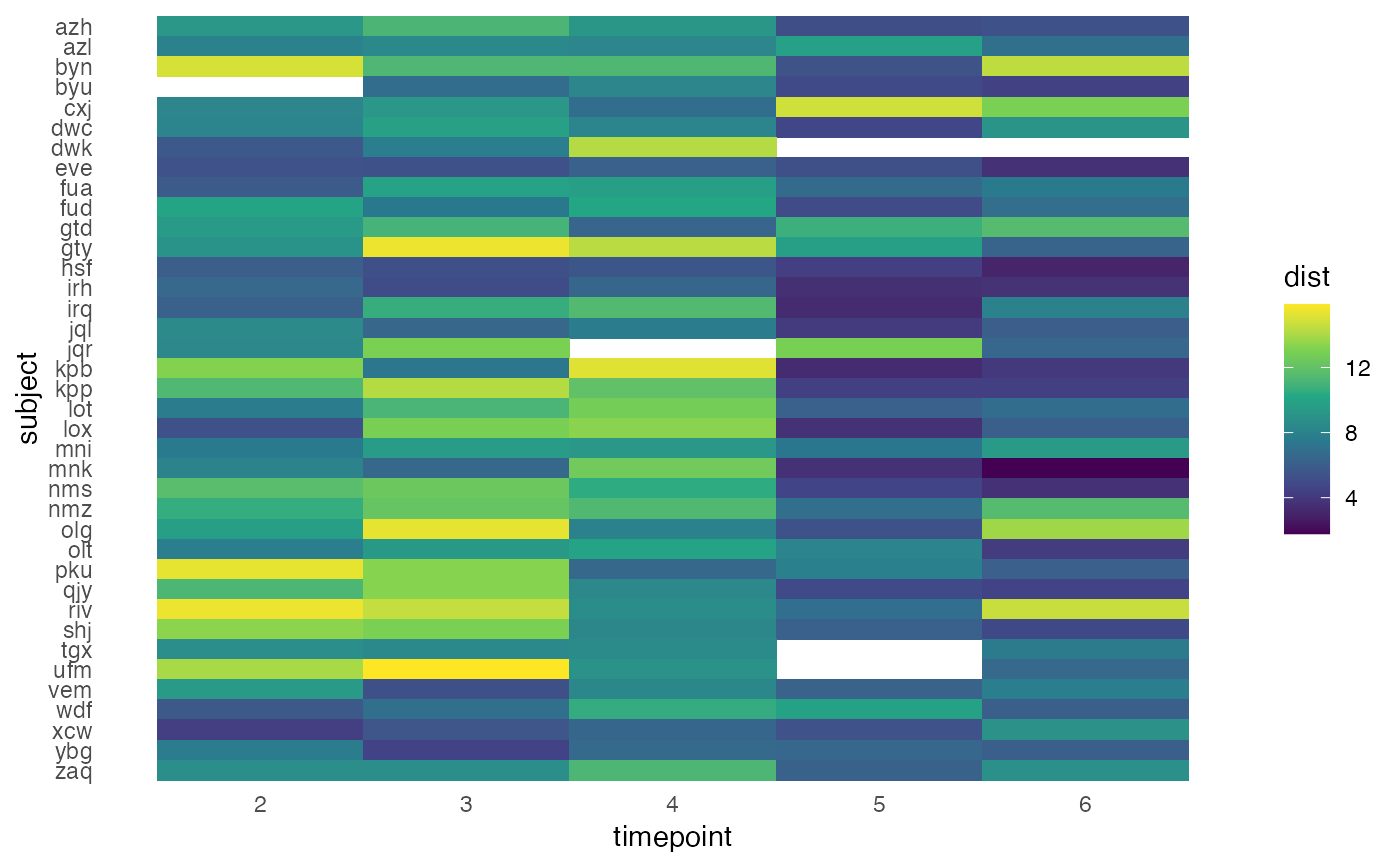 azh
azl
byn
byu
cxj
dwc
dwk
eve
fua
fud
gtd
gty
hsf
irh
irq
jql
jqr
kpb
kpp
lot
lox
mni
mnk
nms
nmz
olg
olt
pku
qjy
riv
shj
tgx
ufm
vem
wdf
xcw
ybg
zaq
subject
2 3 4 5 6
timepoint
dist
12
8
4